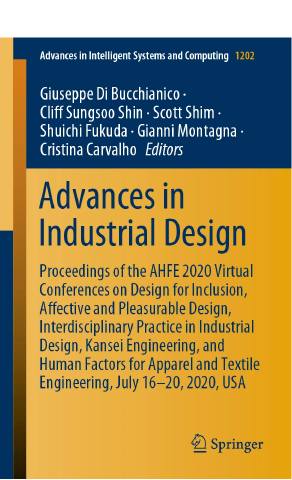 Advances in Intelligent Systems and Computing 1202
Giuseppe Di Bucchianico ·
Cliff Sungsoo Shin · Scott Shim ·
Shuichi Fukuda · Gianni Montagna ·
Cristina Carvalho Editors
Advances in
Industrial Design
Proceedings of the AHFE 2020 Virtual
Conferences on Design for Inclusion,
Affective and Pleasurable Design,
Interdisciplinary Practice in Industrial
Design, Kansei Engineering, and
Human Factors for Apparel and Textile
Engineering, July 16–20, 2020, USA
Springer